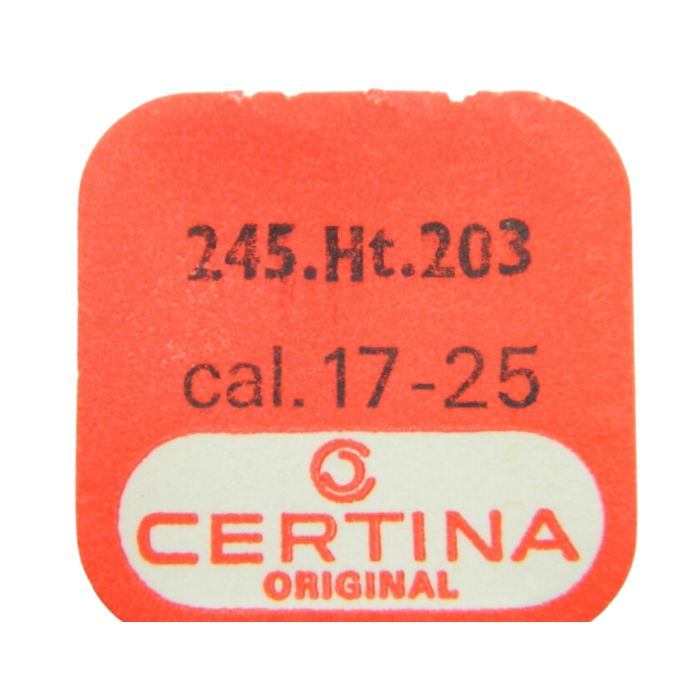 245.Ht.203
cal. 17-25
CERTINA
ORIGINAL